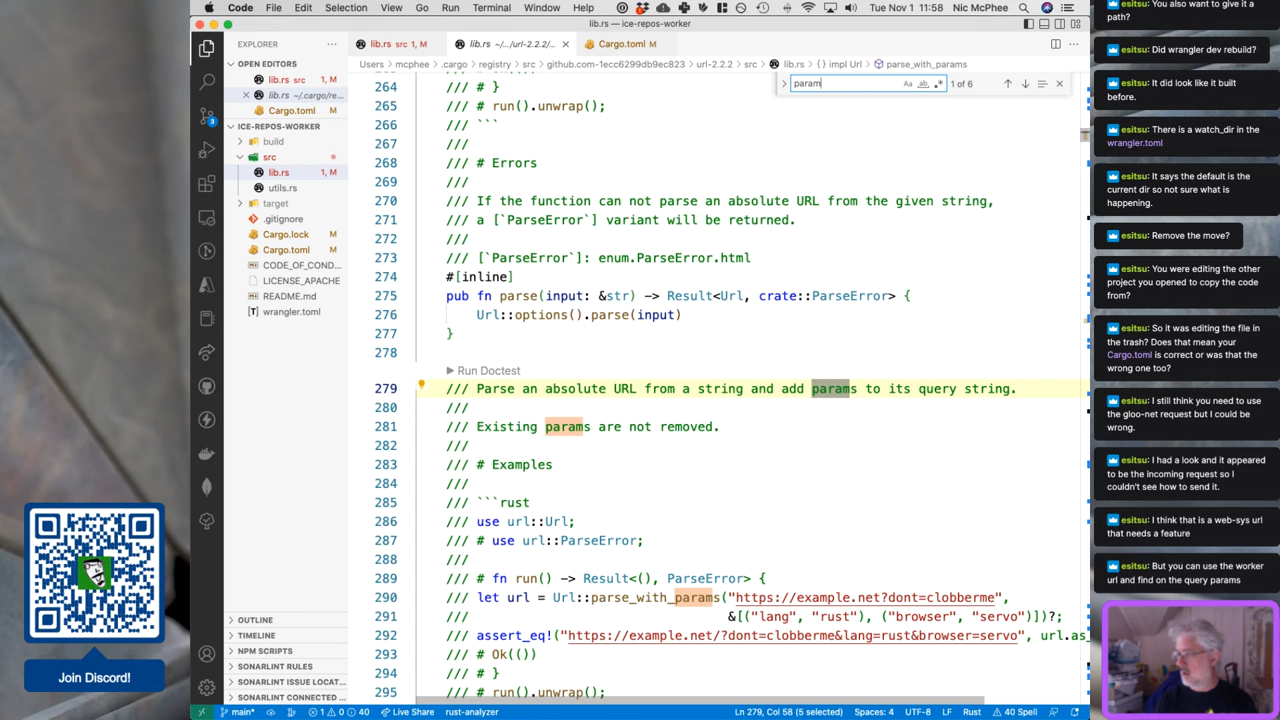 Code File Edit Selection View Go Run Terminal Window Help Tue Nov 1 11:58 Nic McPhee
lib.rs — ice-repos-worker
EXPLORER
OPEN EDITORS
lib.rs src 1, M
lib.rs ~/.cargo/re...
Cargo.toml M
ICE-REPOS-WORKER
build
src
lib.rs 1, M
utils.rs
target
.gitignore
Cargo.lock M
Cargo.toml M
CODE_OF_COND...
LICENSE_APACHE
README.md
wrangler.toml
OUTLINE
TIMELINE
NPM SCRIPTS
SONARLINT RULES
SONARLINT ISSUE LOCAT...
SONARLINT CONNECTED ...
lib.rs src 1, M
lib.rs ~/.../url-2.2.2/...
Cargo.toml M
Users > mcphee > .cargo > registry > src > github.com-1ecc6299db9ec823 > url-2.2.2 > src > lib.rs > {} impl Url > parse_with_params
param
Aa ab .* 1 of 6
264 /// # }
265 /// # run().unwrap();
266 /// ```
267 ///
268 /// # Errors
269 ///
270 /// If the function can not parse an absolute URL from the given string,
271 /// a [`ParseError`] variant will be returned.
272 ///
273 /// [`ParseError`]: enum.ParseError.html
274 #[inline]
275 pub fn parse(input: &str) -> Result<Url, crate::ParseError> {
276 Url::options().parse(input)
277 }
278
Run Doctest
279 /// Parse an absolute URL from a string and add params to its query string.
280 ///
281 /// Existing params are not removed.
282 ///
283 /// # Examples
284 ///
285 /// ```rust
286 /// use url::Url;
287 /// # use url::ParseError;
288 ///
289 /// # fn run() -> Result<(), ParseError> {
290 /// let url = Url::parse_with_params("https://example.net?dont=clobberme",
291 /// &[("lang", "rust"), ("browser", "servo")])?;
292 /// assert_eq!("https://example.net/?dont=clobberme&lang=rust&browser=servo", url.as_
293 /// # Ok(())
294 /// # }
295 /// # run().unwrap();
main* 1 0 40 Live Share rust-analyzer Ln 279, Col 58 (5 selected) Spaces: 4 UTF-8 LF Rust 40 Spell
esitsu: You also want to give it a
path?
esitsu: Did wrangler dev rebuild?
esitsu: It did look like it built
before.
esitsu: There is a watch_dir in the
wrangler.toml
esitsu: It says the default is the
current dir so not sure what is
happening.
esitsu: Remove the move?
esitsu: You were editing the other
project you opened to copy the code
from?
esitsu: So it was editing the file in
the trash? Does that mean your
Cargo.toml is correct or was that the
wrong one too?
esitsu: I still think you need to use
the gloo-net request but I could be
wrong.
esitsu: I had a look and it appeared
to be the incoming request so I
couldn't see how to send it.
esitsu: I think that is a web-sys url
that needs a feature
esitsu: But you can use the worker
url and find on the query params
Join Discord!